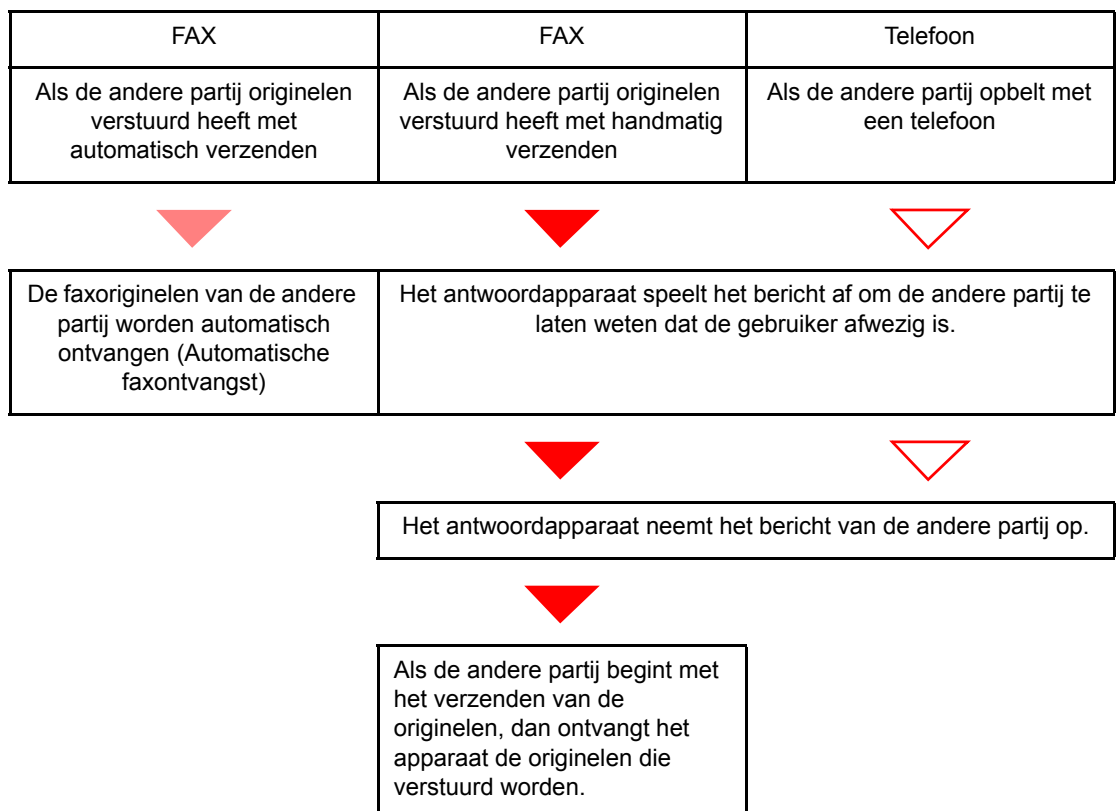 FAX
FAX
Telefoon
Als de andere partij originelen
verstuurd heeft met
automatisch verzenden
Als de andere partij originelen
verstuurd heeft met handmatig
verzenden
Als de andere partij opbelt met
een telefoon
De faxoriginelen van de andere
partij worden automatisch
ontvangen (Automatische
faxontvangst)
Het antwoordapparaat speelt het bericht af om de andere partij te
laten weten dat de gebruiker afwezig is.
Het antwoordapparaat neemt het bericht van de andere partij op.
Als de andere partij begint met
het verzenden van de
originelen, dan ontvangt het
apparaat de originelen die
verstuurd worden.